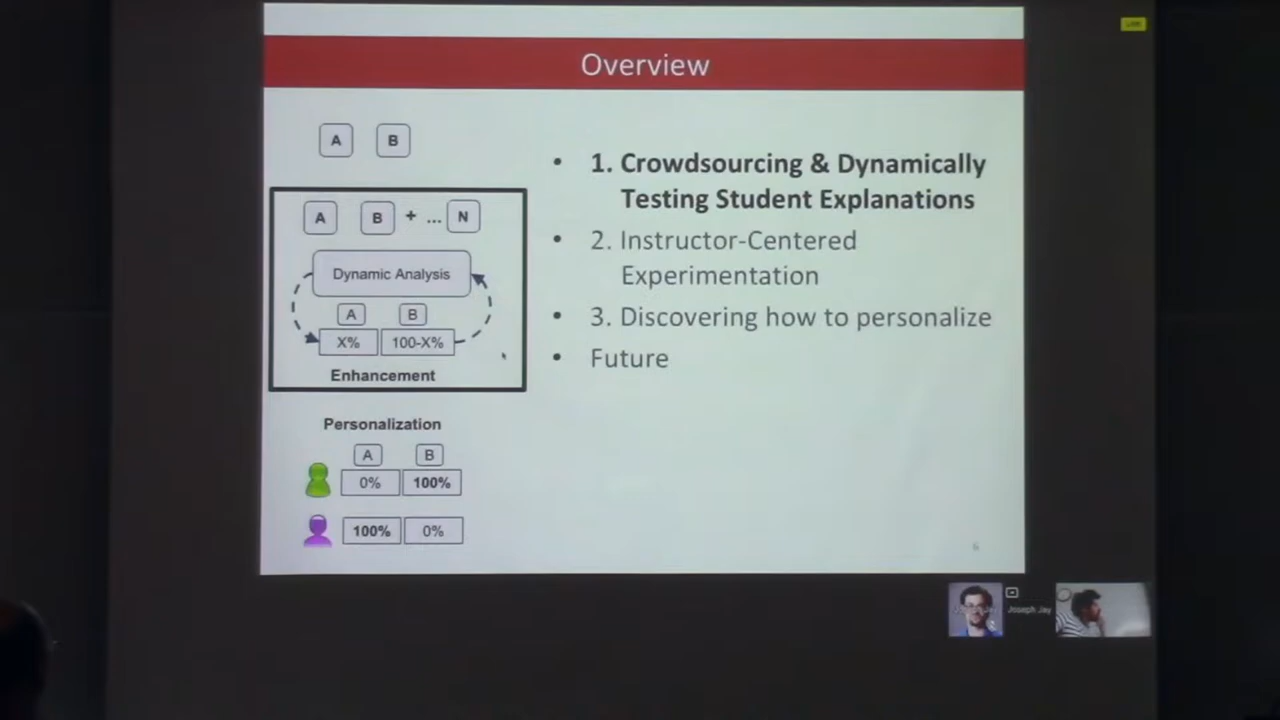 Overview
A B
A B + ... N
Dynamic Analysis
A B
X% 100-X%
Enhancement
Personalization
A B
0% 100%
100% 0%
• 1. Crowdsourcing & Dynamically
Testing Student Explanations
• 2. Instructor-Centered
Experimentation
• 3. Discovering how to personalize
• Future
6
Joseph Jay